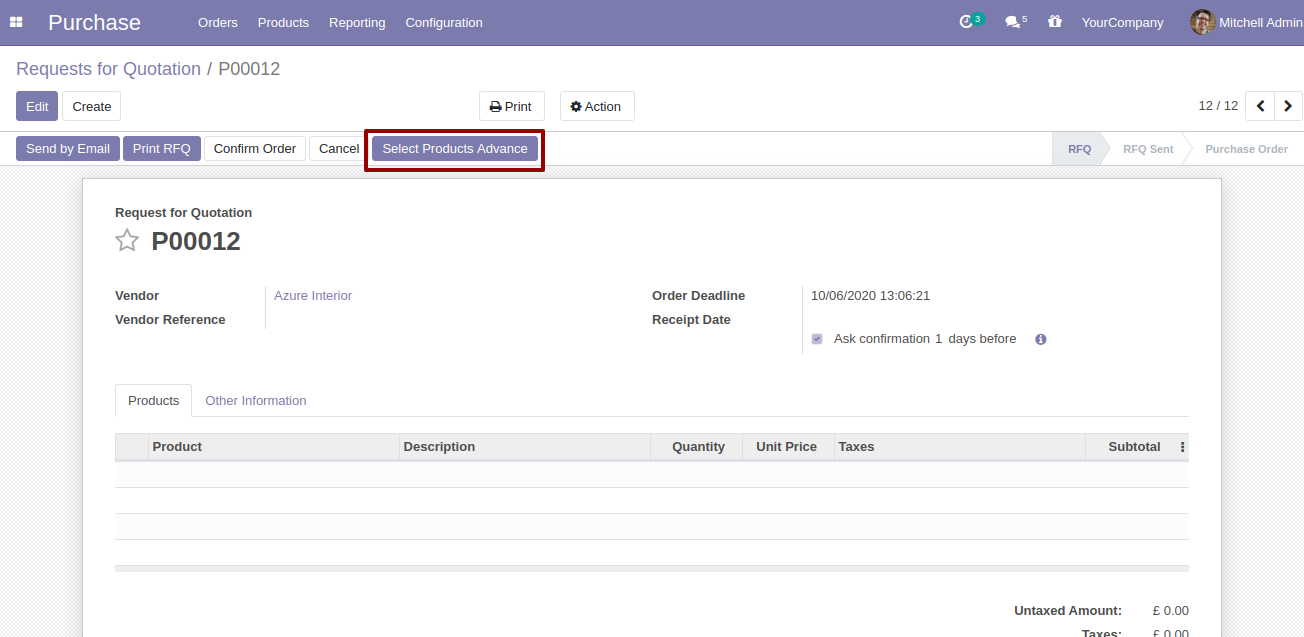 Purchase Orders Products Reporting Configuration 3 5 YourCompany Mitchell Admin
Requests for Quotation / P00012
Edit Create Print Action 12 / 12
Send by Email Print RFQ Confirm Order Cancel Select Products Advance RFQ RFQ Sent Purchase Order
Request for Quotation
P00012
Vendor Azure Interior Order Deadline 10/06/2020 13:06:21
Vendor Reference Receipt Date
Ask confirmation 1 days before
Products Other Information
Product Description Quantity Unit Price Taxes Subtotal
Untaxed Amount: £ 0.00
Taxes: £ 0.00